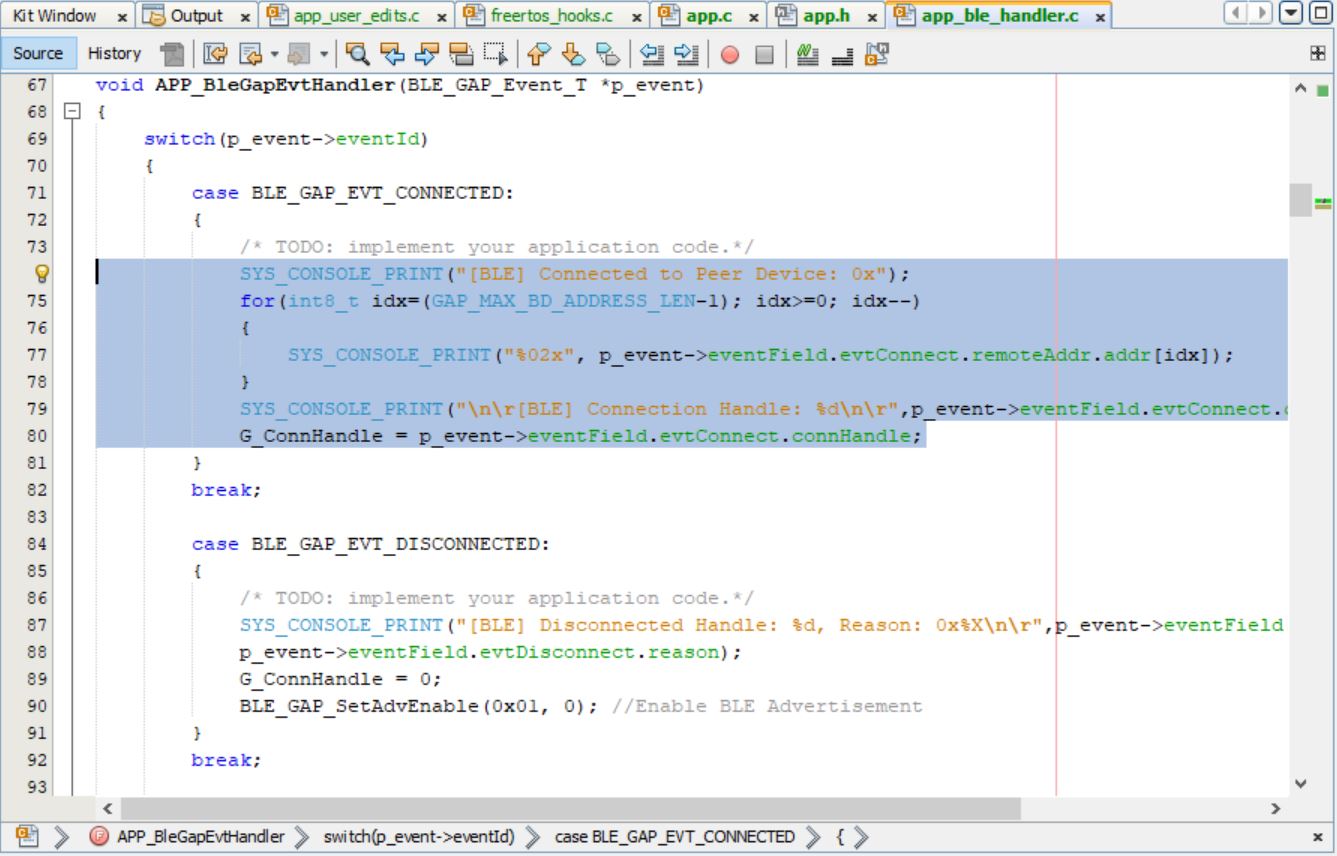 Kit Window x Output x app_user_edits.c x freertos_hooks.c x app.c x app.h x app_ble_handler.c x
Source History
67 void APP_BleGapEvtHandler(BLE_GAP_Event_T *p_event)
68 {
69 switch(p_event->eventId)
70 {
71 case BLE_GAP_EVT_CONNECTED:
72 {
73 /* TODO: implement your application code.*/
SYS_CONSOLE_PRINT("[BLE] Connected to Peer Device: 0x");
75 for(int8_t idx=(GAP_MAX_BD_ADDRESS_LEN-1); idx>=0; idx--)
76 {
77 SYS_CONSOLE_PRINT("%02x", p_event->eventField.evtConnect.remoteAddr.addr[idx]);
78 }
79 SYS_CONSOLE_PRINT("\n\r[BLE] Connection Handle: %d\n\r",p_event->eventField.evtConnect.
80 G_ConnHandle = p_event->eventField.evtConnect.connHandle;
81 }
82 break;
83
84 case BLE_GAP_EVT_DISCONNECTED:
85 {
86 /* TODO: implement your application code.*/
87 SYS_CONSOLE_PRINT("[BLE] Disconnected Handle: %d, Reason: 0x%X\n\r",p_event->eventField
88 p_event->eventField.evtDisconnect.reason);
89 G_ConnHandle = 0;
90 BLE_GAP_SetAdvEnable(0x01, 0); //Enable BLE Advertisement
91 }
92 break;
93
APP_BleGapEvtHandler switch(p_event->eventId) case BLE_GAP_EVT_CONNECTED { x